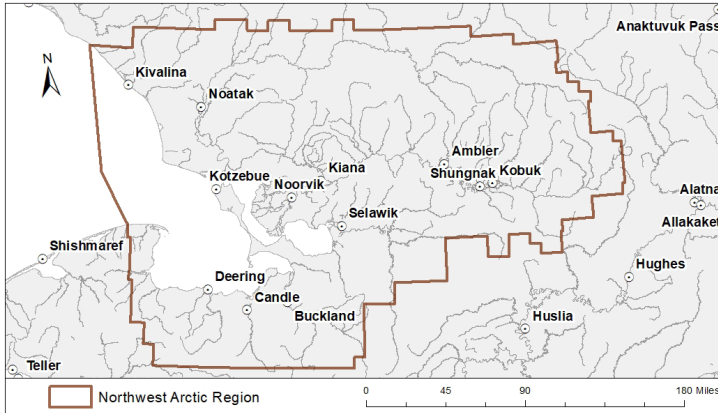 Anaktuvuk Pass
N
Kivalina
Noatak
Ambler
Kiana
Shungnak Kobuk
Kotzebue
Noorvik
Alatna
Selawik
Allakaket
Shishmaref
Hughes
Deering
Candle
Buckland
Huslia
Teller
Northwest Arctic Region
0 45 90 180 Miles